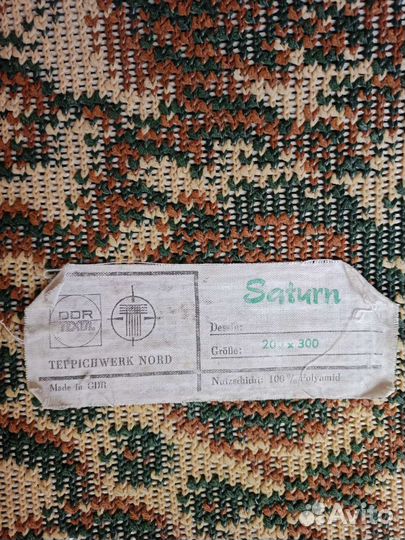 DDR
TEXTIL
TEPPICHWERK NORD
Made in GDR
Saturn
Dessin:
Größe: 200 x 300
Nutzschicht: 100 % Polyamid
Avito